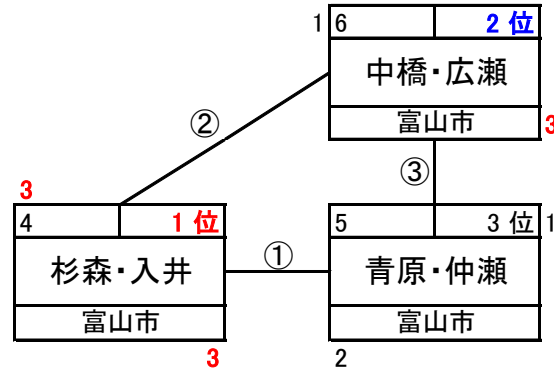 1 6 2 位
中橋・広瀬
富山市 3
②
③
3
4 1 位
杉森・入井
富山市
3
①
5 3 位 1
青原・仲瀬
富山市
2